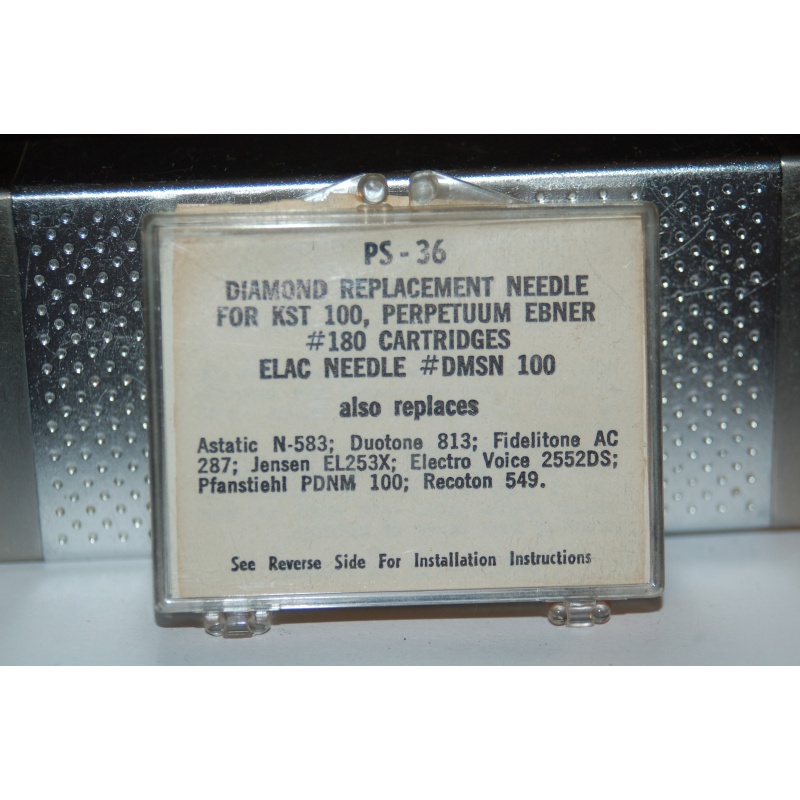 PS-36
DIAMOND REPLACEMENT NEEDLE
FOR KST 100, PERPETUUM EBNER
#180 CARTRIDGES
ELAC NEEDLE #DMSN 100
also replaces
Astatic N-583; Duotone 813; Fidelitone AC
287; Jensen EL253X; Electro Voice 2552DS;
Pfanstiehl PDNM 100; Recoton 549.
See Reverse Side For Installation Instructions